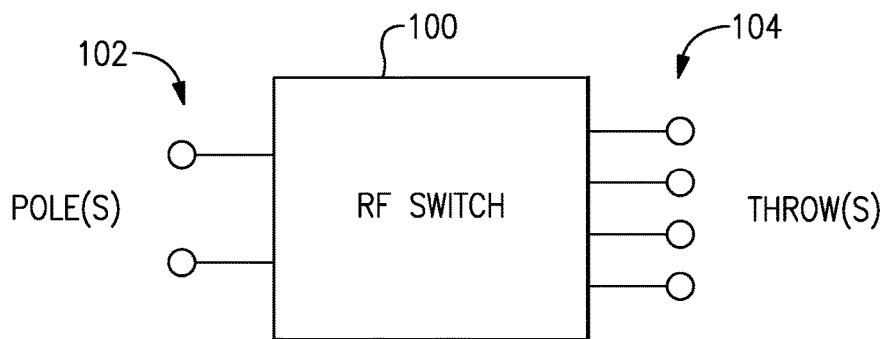 100
102
104
POLE(S)
RF SWITCH
THROW(S)